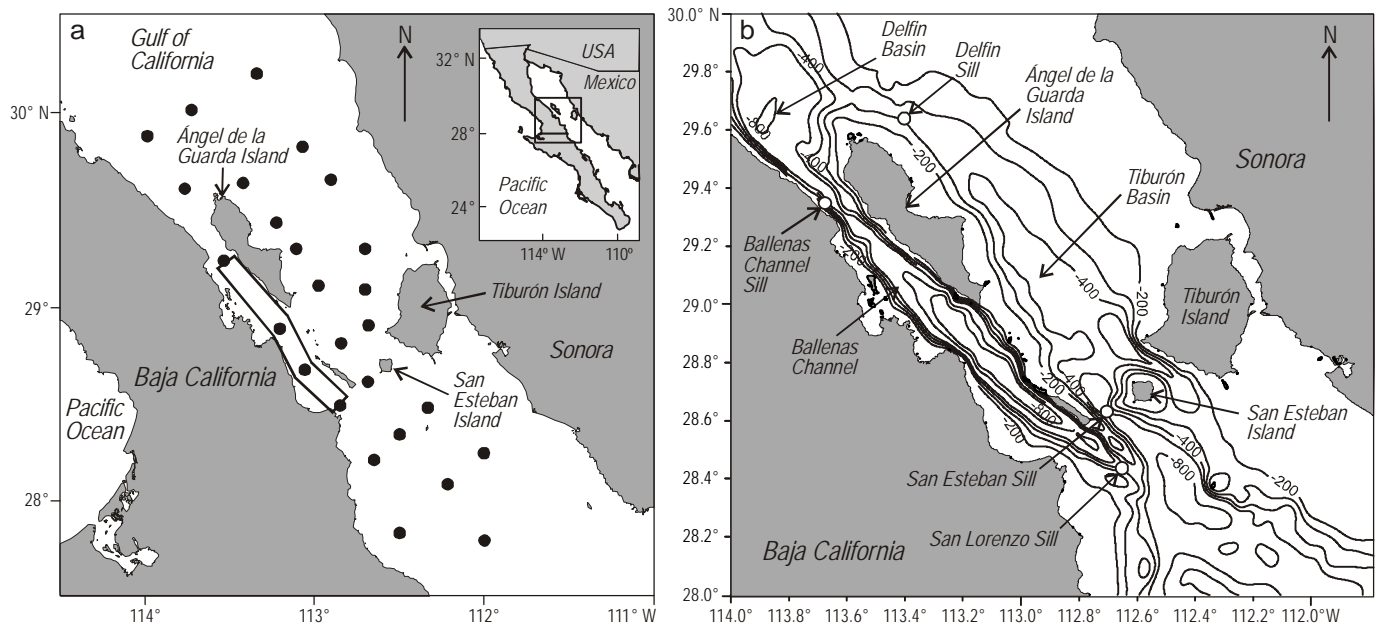 a
Gulf of
California
N
30° N
29°
28°
Ángel de la
Guarda Island
Tiburón Island
Sonora
San
Esteban
Island
Baja California
Pacific
Ocean
114°
113°
112°
111° W
32° N
28°
24°
USA
Mexico
Pacific
Ocean
114°W
110°
b
30.0° N
29.8°
29.6°
29.4°
29.2°
29.0°
28.8°
28.6°
28.4°
28.2°
28.0°
Delfin
Basin
Delfin
Sill
Ángel de la
Guarda
Island
N
Sonora
Tiburón
Basin
Ballenas
Channel
Sill
Tiburón
Island
Ballenas
Channel
San Esteban
Island
San Esteban Sill
San Lorenzo Sill
Baja California
-400
-800
-400
-200
-200
-400
-200
-200
-400
-800
-200
-400
-800
-200
114.0°
113.8°
113.6°
113.4°
113.2°
113.0°
112.8°
112.6°
112.4°
112.2°
112.0°W